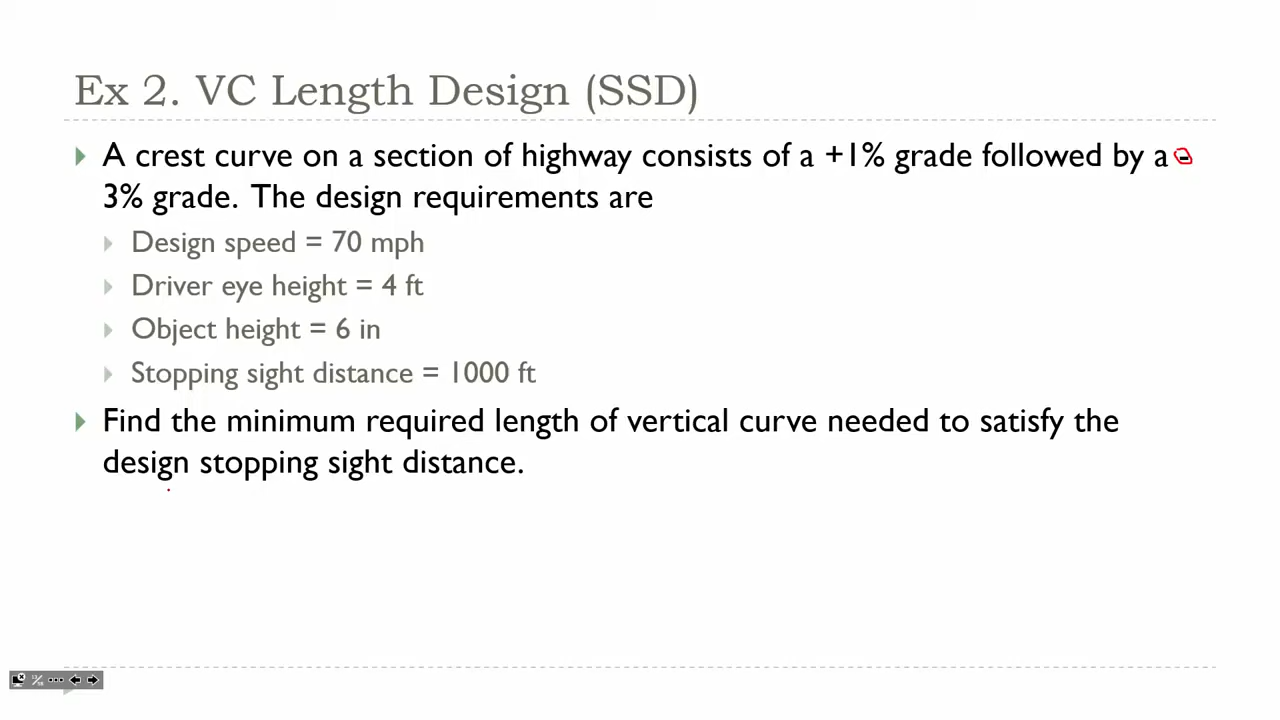 Ex 2. VC Length Design (SSD)
A crest curve on a section of highway consists of a +1% grade followed by a -
3% grade. The design requirements are
Design speed = 70 mph
Driver eye height = 4 ft
Object height = 6 in
Stopping sight distance = 1000 ft
Find the minimum required length of vertical curve needed to satisfy the
design stopping sight distance.